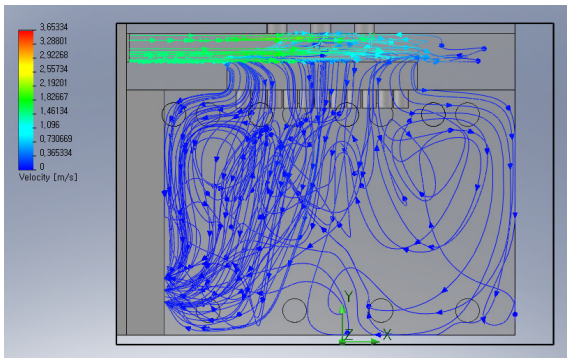 3,65334
3,28801
2,92268
2,55734
2,19201
1,82667
1,46134
1,096
0,730669
0,365334
0
Velocity [m/s]
Y
Z
X